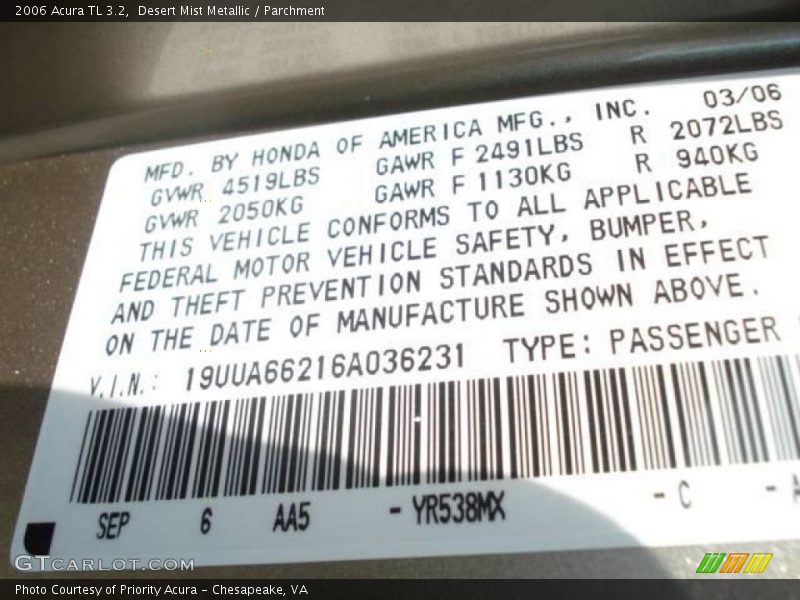 2006 Acura TL 3.2,  Desert Mist Metallic / Parchment
MFD. BY HONDA OF AMERICA MFG., INC. 03/06
GVWR 4519LBS GAWR F 2491LBS R 2072LBS
GVWR 2050KG GAWR F 1130KG R 940KG
THIS VEHICLE CONFORMS TO ALL APPLICABLE
FEDERAL MOTOR VEHICLE SAFETY, BUMPER,
AND THEFT PREVENTION STANDARDS IN EFFECT
ON THE DATE OF MANUFACTURE SHOWN ABOVE.
V.I.N.: 19UUA66216A036231 TYPE: PASSENGER
SEP 6 AA5 - YR538MX - C - A
GTCARLOT.COM
Photo Courtesy of Priority Acura - Chesapeake, VA